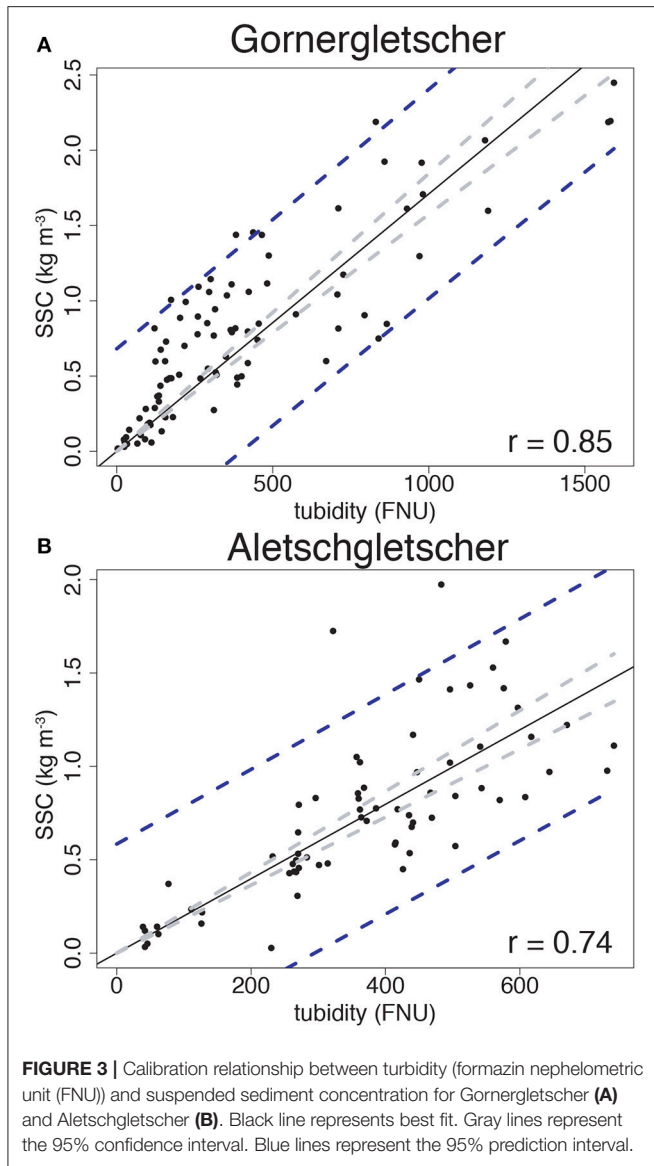 A
Gornergletscher
2.5
2.0
1.5
1.0
0.5
0.0
SSC (kg m-3)
r = 0.85
0 500 1000 1500
tubidity (FNU)
B
Aletschgletscher
2.0
1.5
1.0
0.5
0.0
SSC (kg m-3)
r = 0.74
0 200 400 600
tubidity (FNU)
FIGURE 3 | Calibration relationship between turbidity (formazin nephelometric
unit (FNU)) and suspended sediment concentration for Gornergletscher (A)
and Aletschgletscher (B). Black line represents best fit. Gray lines represent
the 95% confidence interval. Blue lines represent the 95% prediction interval.